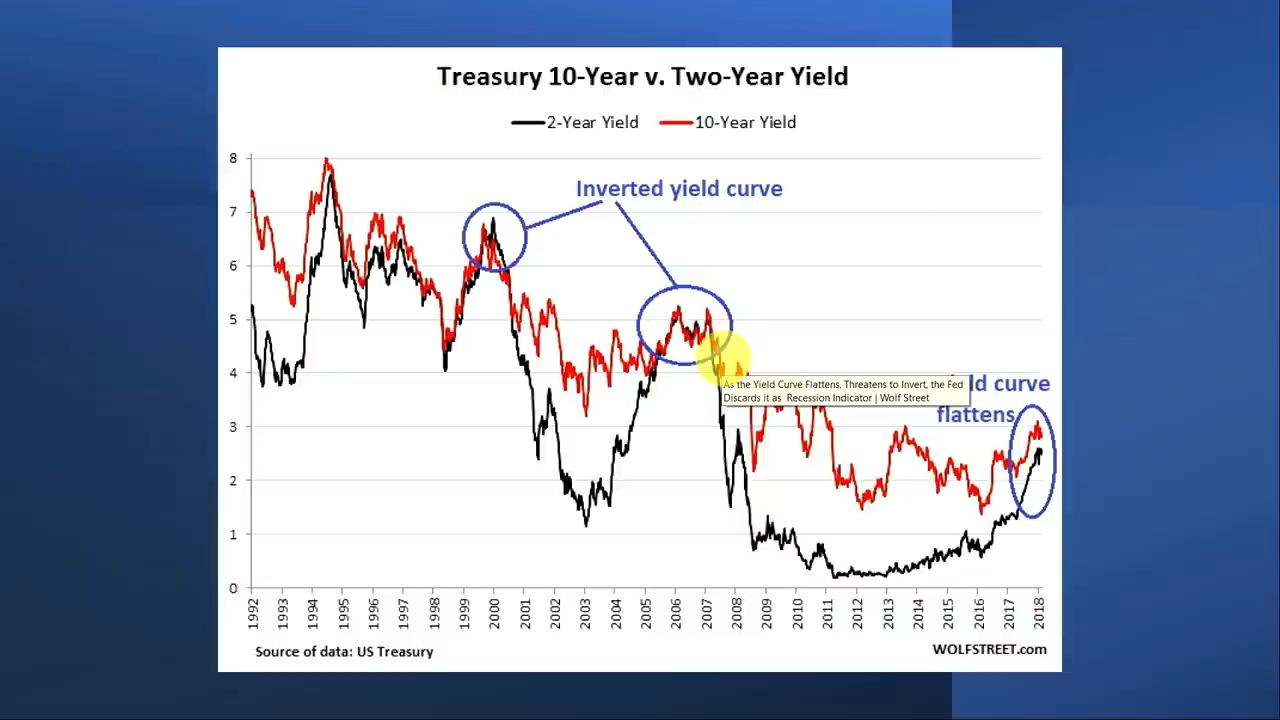 Treasury 10-Year v. Two-Year Yield
2-Year Yield 10-Year Yield
8
Inverted yield curve
7
6
5
4
As the Yield Curve Flattens, Threatens to Invert, the Fed
Discards it as Recession Indicator | Wolf Street
ld curve
flattens
3
2
1
0
1992 1993 1994 1995 1996 1997 1998 1999 2000 2001 2002 2003 2004 2005 2006 2007 2008 2009 2010 2011 2012 2013 2014 2015 2016 2017 2018
Source of data: US Treasury
WOLFSTREET.com